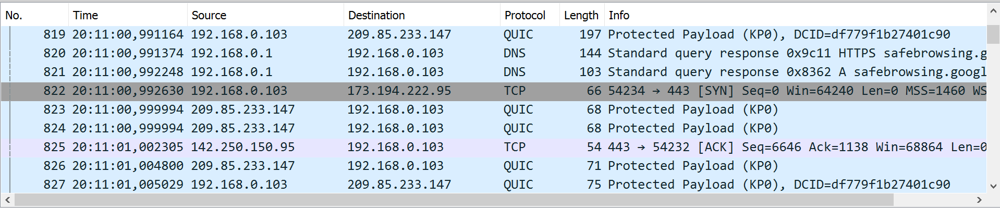 No. Time Source Destination Protocol Length Info
819 20:11:00,991164 192.168.0.103 209.85.233.147 QUIC 197 Protected Payload (KP0), DCID=df779f1b27401c90
820 20:11:00,991374 192.168.0.1 192.168.0.103 DNS 144 Standard query response 0x9c11 HTTPS safebrowsing.g
821 20:11:00,992248 192.168.0.1 192.168.0.103 DNS 103 Standard query response 0x8362 A safebrowsing.googl
822 20:11:00,992630 192.168.0.103 173.194.222.95 TCP 66 54234 → 443 [SYN] Seq=0 Win=64240 Len=0 MSS=1460 WS
823 20:11:00,999994 209.85.233.147 192.168.0.103 QUIC 68 Protected Payload (KP0)
824 20:11:00,999994 209.85.233.147 192.168.0.103 QUIC 68 Protected Payload (KP0)
825 20:11:01,002305 142.250.150.95 192.168.0.103 TCP 54 443 → 54232 [ACK] Seq=6646 Ack=1138 Win=68864 Len=0
826 20:11:01,004800 209.85.233.147 192.168.0.103 QUIC 71 Protected Payload (KP0)
827 20:11:01,005029 192.168.0.103 209.85.233.147 QUIC 75 Protected Payload (KP0), DCID=df779f1b27401c90